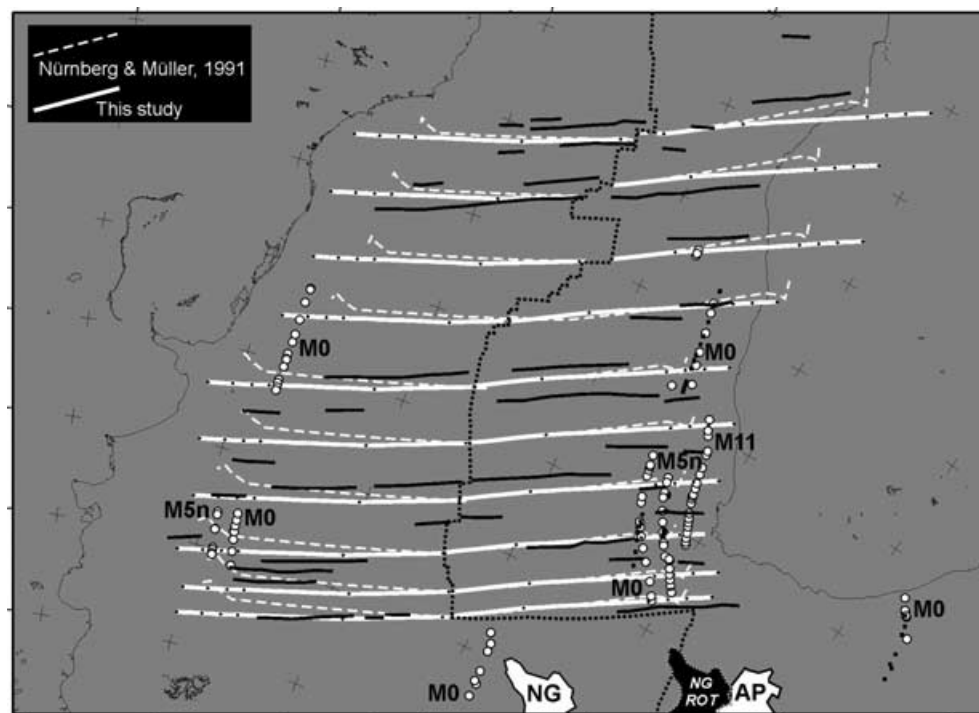 Nürnberg & Müller, 1991
This study
M0
M0
M11
M5n
M5n
M0
M0
M0
M0
NG
NG
ROT
AP